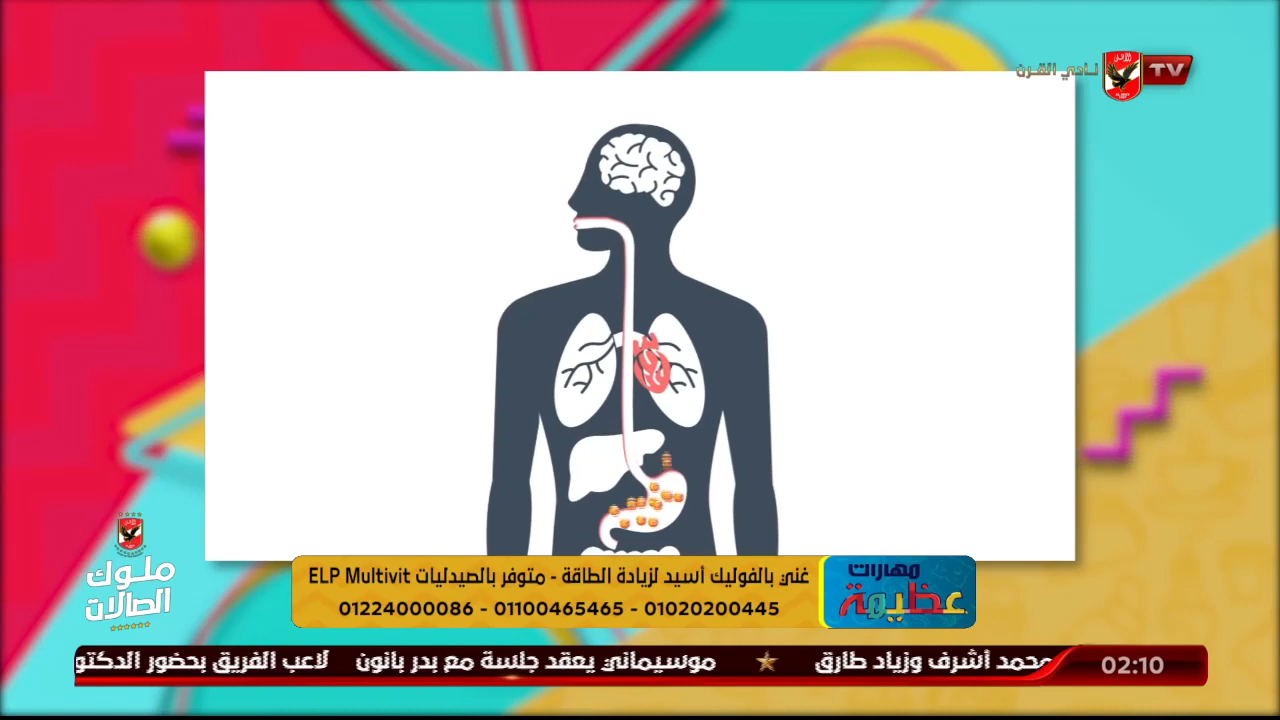 نادي القرن
TV
ملوك
الصالات
غني بالفوليك أسيد لزيادة الطاقة - متوفر بالصيدليات ELP Multivit
01224000086 - 01100465465 - 01020200445
مهارات
عظيمة
محمد أشرف وزياد طارق ★ موسيماني يعقد جلسة مع بدر بانون لاعب الفريق بحضور الدكتو
02:10